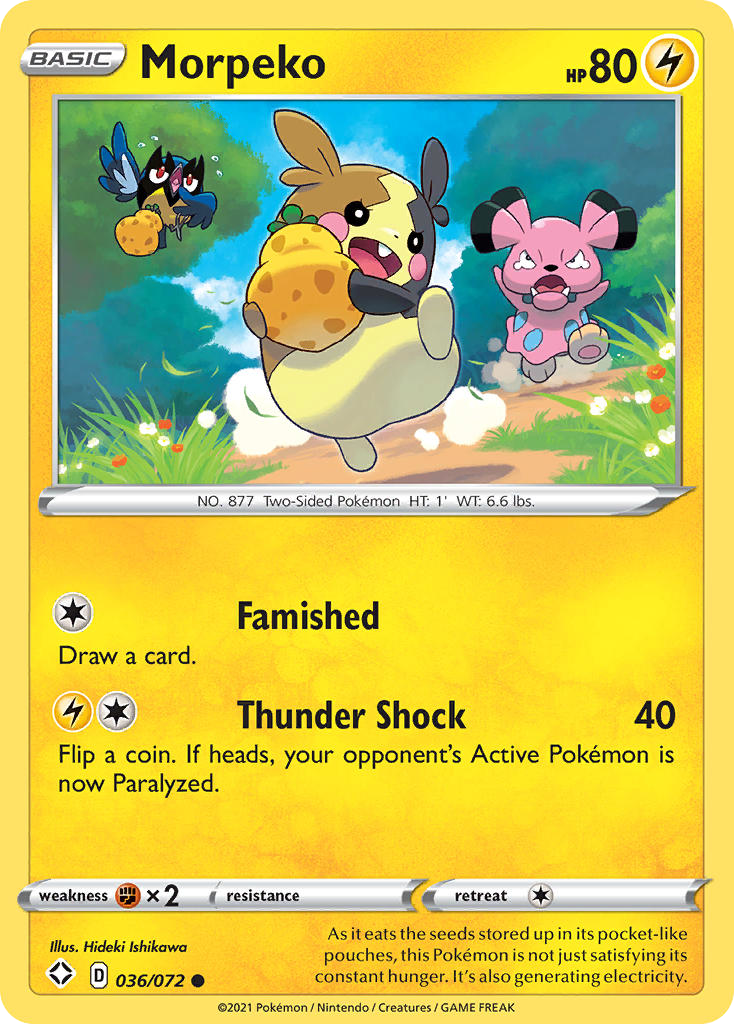 BASIC Morpeko HP80
NO. 877 Two-Sided Pokémon HT: 1' WT: 6.6 lbs.
Famished
Draw a card.
Thunder Shock 40
Flip a coin. If heads, your opponent's Active Pokémon is
now Paralyzed.
weakness ×2 resistance retreat
Illus. Hideki Ishikawa
D 036/072
As it eats the seeds stored up in its pocket-like
pouches, this Pokémon is not just satisfying its
constant hunger. It's also generating electricity.
©2021 Pokémon / Nintendo / Creatures / GAME FREAK